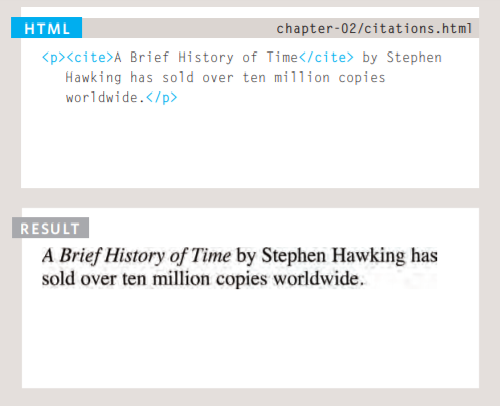 HTML
chapter-02/citations.html
<p><cite>A Brief History of Time</cite> by Stephen
Hawking has sold over ten million copies
worldwide.</p>
RESULT
A Brief History of Time by Stephen Hawking has
sold over ten million copies worldwide.